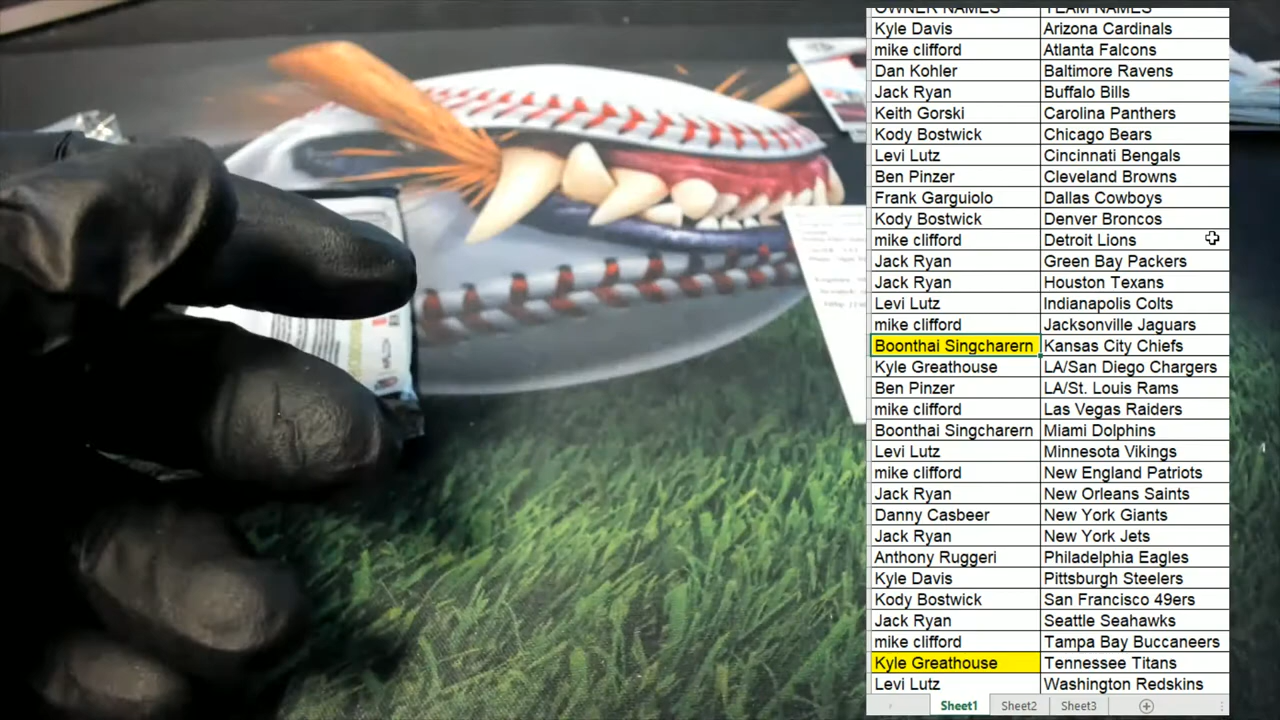 OWNER NAMES TEAM NAMES
Kyle Davis Arizona Cardinals
mike clifford Atlanta Falcons
Dan Kohler Baltimore Ravens
Jack Ryan Buffalo Bills
Keith Gorski Carolina Panthers
Kody Bostwick Chicago Bears
Levi Lutz Cincinnati Bengals
Ben Pinzer Cleveland Browns
Frank Garguiolo Dallas Cowboys
Kody Bostwick Denver Broncos
mike clifford Detroit Lions
Jack Ryan Green Bay Packers
Jack Ryan Houston Texans
Levi Lutz Indianapolis Colts
mike clifford Jacksonville Jaguars
Boonthai Singcharern Kansas City Chiefs
Kyle Greathouse LA/San Diego Chargers
Ben Pinzer LA/St. Louis Rams
mike clifford Las Vegas Raiders
Boonthai Singcharern Miami Dolphins
Levi Lutz Minnesota Vikings
mike clifford New England Patriots
Jack Ryan New Orleans Saints
Danny Casbeer New York Giants
Jack Ryan New York Jets
Anthony Ruggeri Philadelphia Eagles
Kyle Davis Pittsburgh Steelers
Kody Bostwick San Francisco 49ers
Jack Ryan Seattle Seahawks
mike clifford Tampa Bay Buccaneers
Kyle Greathouse Tennessee Titans
Levi Lutz Washington Redskins
Sheet1 Sheet2 Sheet3